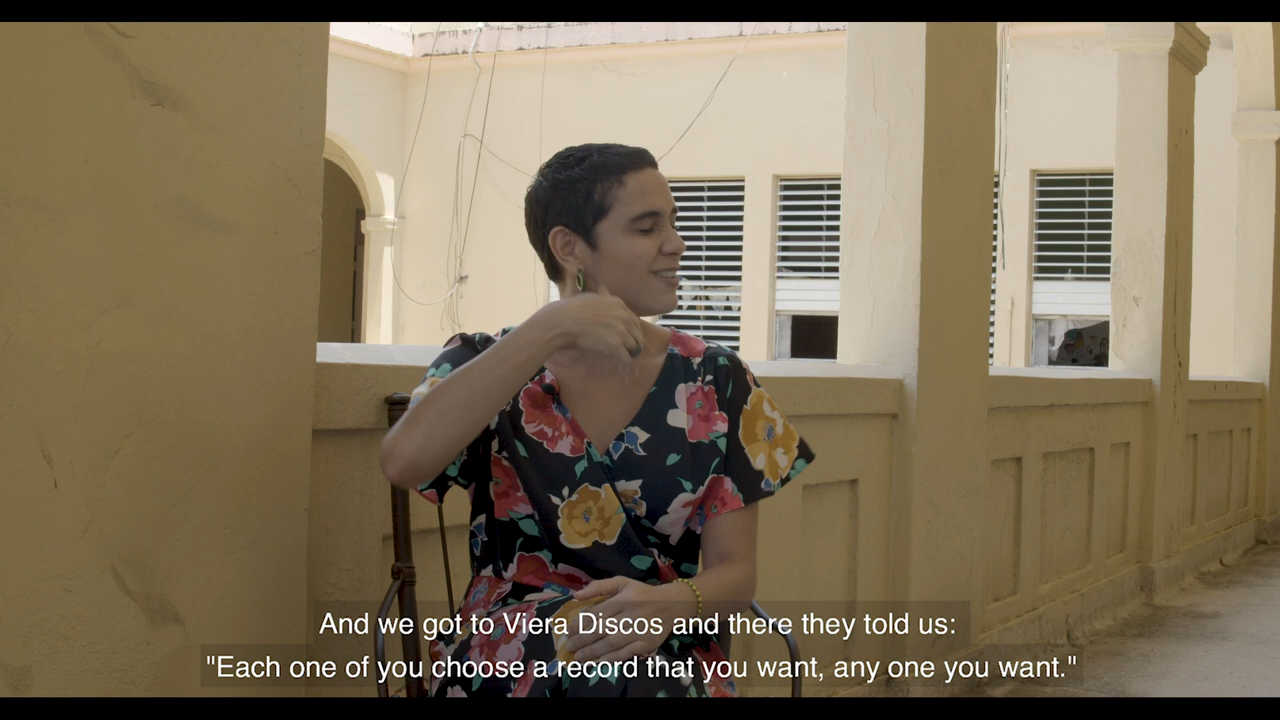 And we got to Viera Discos and there they told us:
"Each one of you choose a record that you want, any one you want."